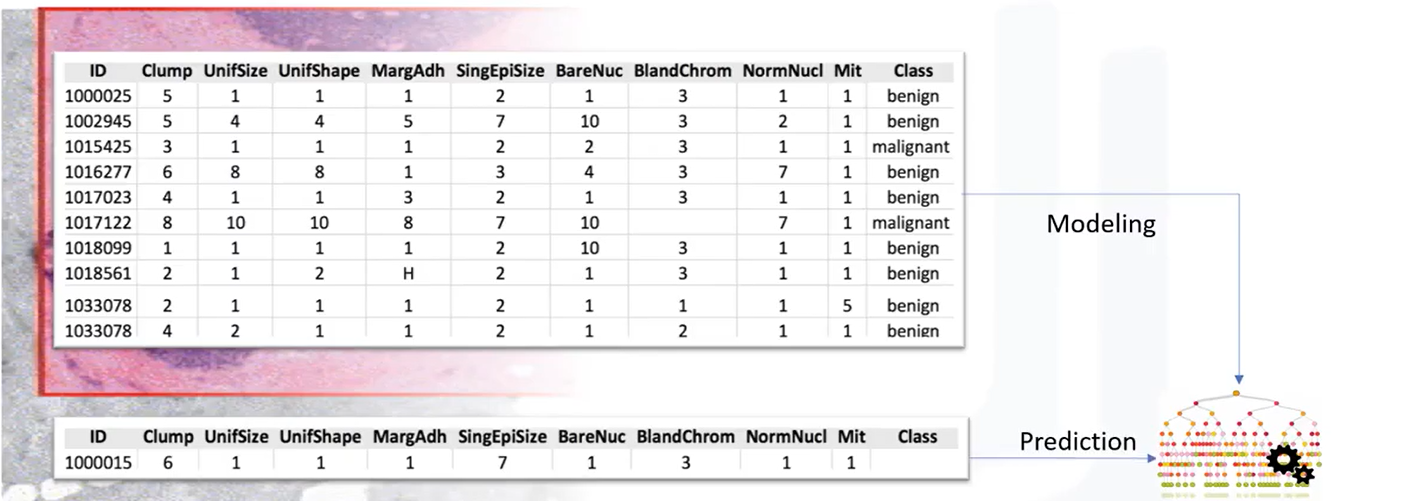 ID Clump UnifSize UnifShape MargAdh SingEpiSize BareNuc BlandChrom NormNucl Mit Class
1000025 5 1 1 1 2 1 3 1 1 benign
1002945 5 4 4 5 7 10 3 2 1 benign
1015425 3 1 1 1 2 2 3 1 1 malignant
1016277 6 8 8 1 3 4 3 7 1 benign
1017023 4 1 1 3 2 1 3 1 1 benign
1017122 8 10 10 8 7 10 7 1 malignant
1018099 1 1 1 1 2 10 3 1 1 benign
1018561 2 1 2 H 2 1 3 1 1 benign
1033078 2 1 1 1 2 1 1 1 5 benign
1033078 4 2 1 1 2 1 2 1 1 benign
Modeling
ID Clump UnifSize UnifShape MargAdh SingEpiSize BareNuc BlandChrom NormNucl Mit Class
1000015 6 1 1 1 7 1 3 1 1
Prediction